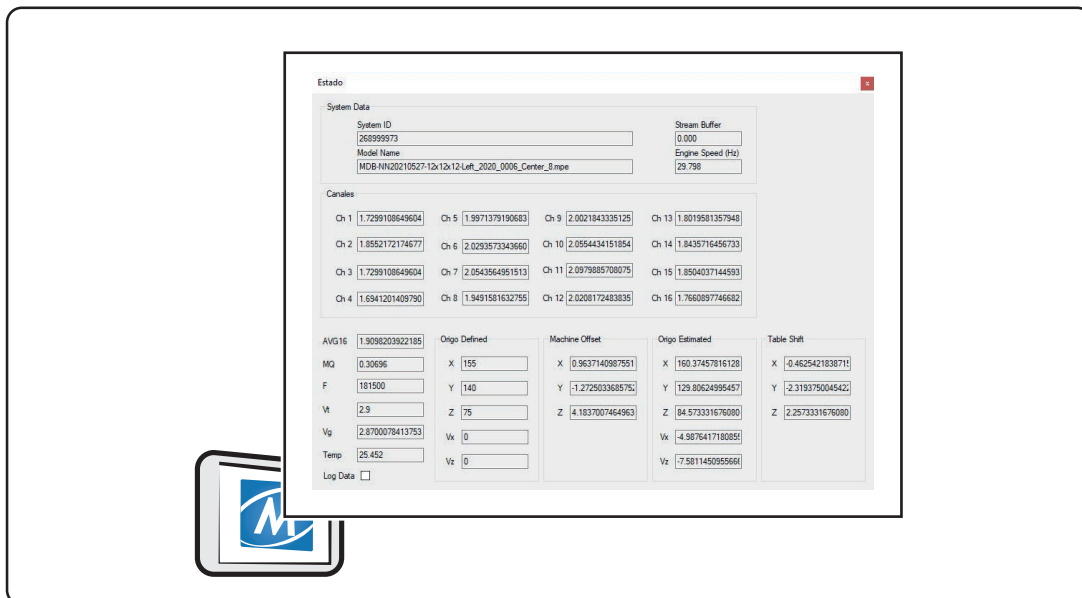 Estado
x
System Data
System ID
268999973
Stream Buffer
0.000
Model Name
MDB-NN20210527-12x12x12-Left_2020_0006_Center_8.mpe
Engine Speed (Hz)
29.798
Canales
Ch 1 1.7299108649604 Ch 5 1.9971379190683 Ch 9 2.0021843335125 Ch 13 1.8019581357948
Ch 2 1.8552172174677 Ch 6 2.0293573343660 Ch 10 2.0554434151854 Ch 14 1.8435716456733
Ch 3 1.7299108649604 Ch 7 2.0543564951513 Ch 11 2.0979885708075 Ch 15 1.8504037144593
Ch 4 1.6941201409790 Ch 8 1.9491581632755 Ch 12 2.0208172483835 Ch 16 1.7660897746682
AVG16 1.9098203922185
MQ 0.30696
F 181500
Vt 2.9
Vg 2.8700078413753
Temp 25.452
Log Data
Origo Defined
X 155
Y 140
Z 75
Vx 0
Vz 0
Machine Offset
X 0.9637140987551
Y -1.272503368575
Z 4.1837007464963
Origo Estimated
X 160.37457816128
Y 129.80624995457
Z 84.573331676080
Vx -4.987641718085
Vz -7.581145095566
Table Shift
X -0.462542183871
Y -2.319375004542
Z 2.2573331676080
M